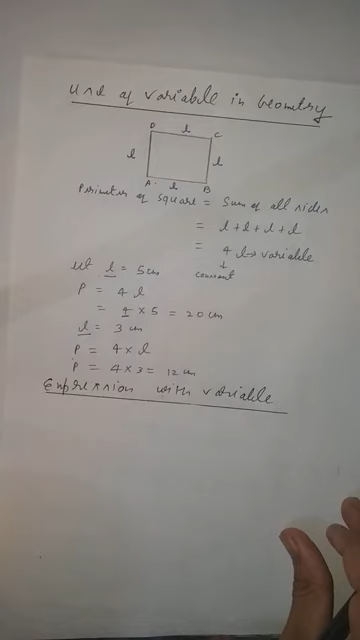 Use of variable in Geometry
D l C
l l
A. l B
Perimeter of square = Sum of all sides
= l + l + l + l
= 4 l → variable
↓
constant
let l = 5 cm
P = 4 l
= 4 × 5 = 20 cm
l = 3 cm
P = 4 × l
P = 4 × 3 = 12 cm
Expression with variable